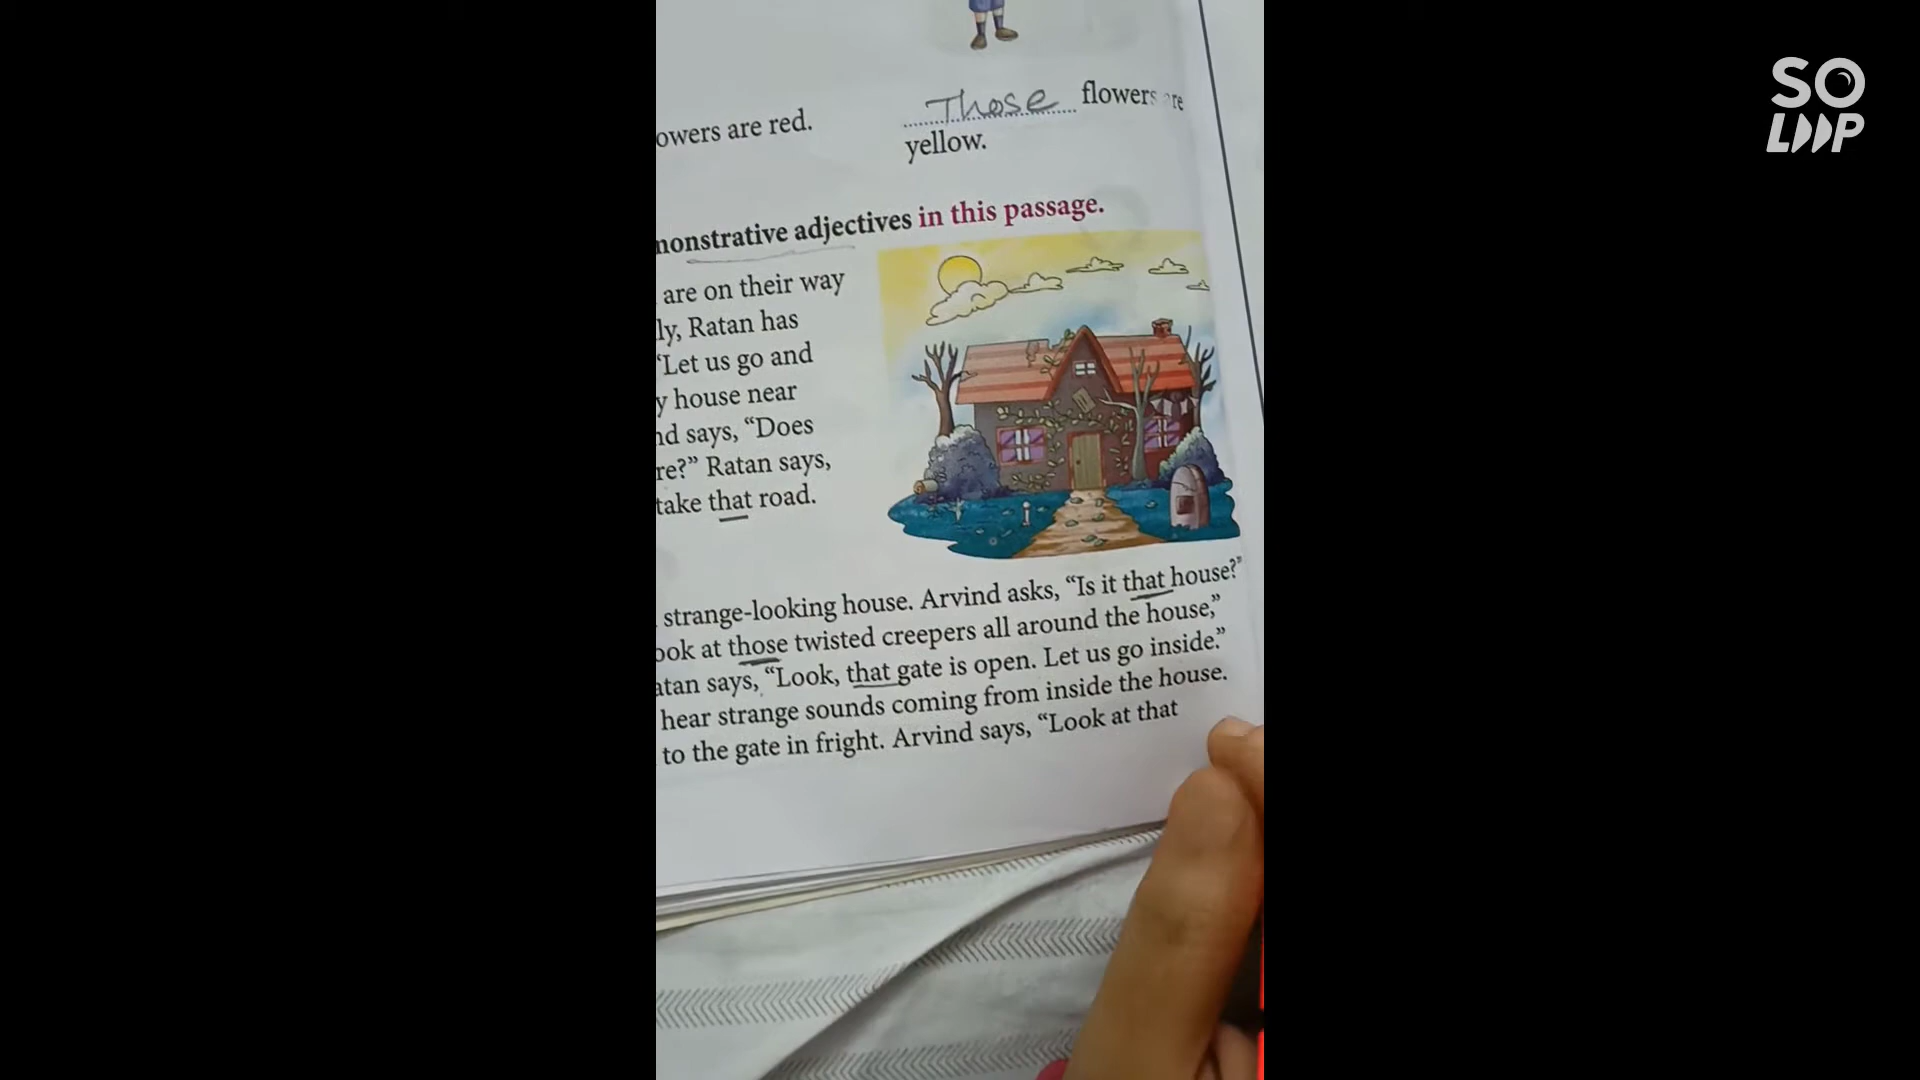 SO
LOOP
owers are red.
Those flowers are
yellow.
monstrative adjectives in this passage.
are on their way
ly, Ratan has
“Let us go and
y house near
nd says, “Does
re?” Ratan says,
take that road.
strange-looking house. Arvind asks, “Is it that house?”
ook at those twisted creepers all around the house,”
atan says, “Look, that gate is open. Let us go inside.”
hear strange sounds coming from inside the house.
to the gate in fright. Arvind says, “Look at that